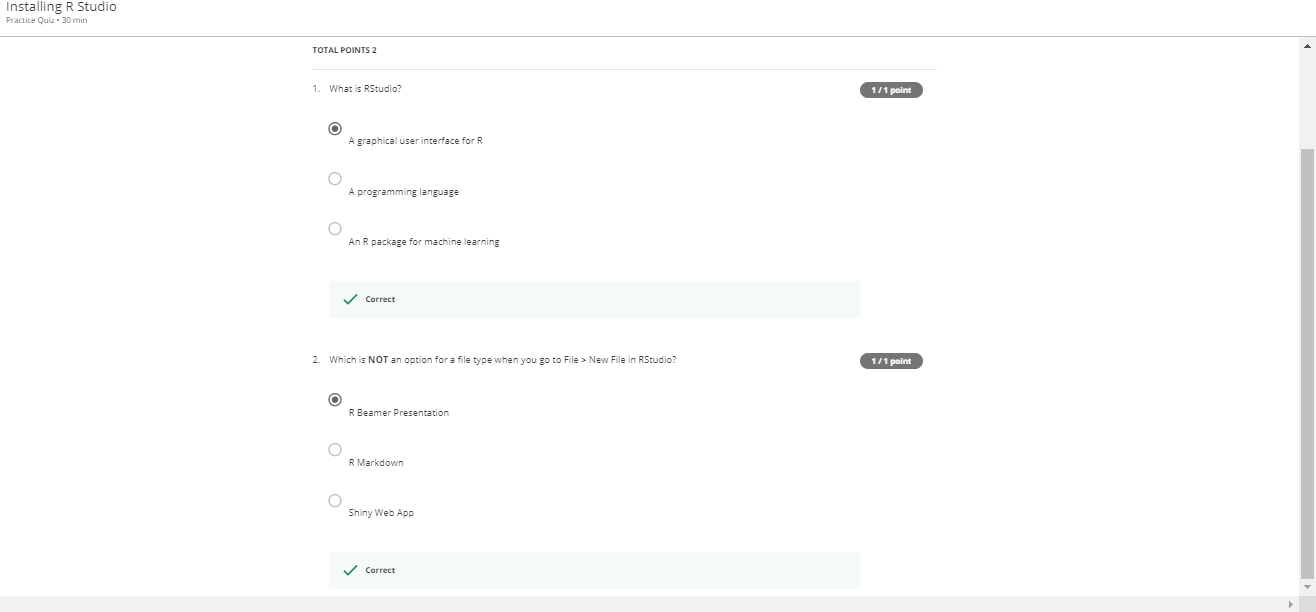 Installing R Studio
Practice Quiz • 30 min
TOTAL POINTS 2
1. What is RStudio?
1 / 1 point
A graphical user interface for R
A programming language
An R package for machine learning
Correct
2. Which is NOT an option for a file type when you go to File > New File in RStudio?
1 / 1 point
R Beamer Presentation
R Markdown
Shiny Web App
Correct